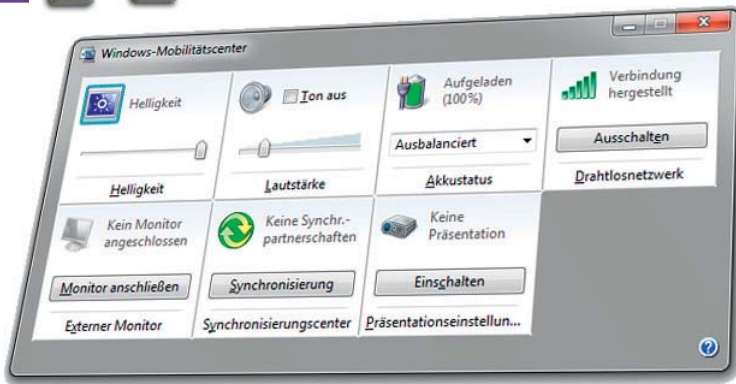 Windows-Mobilitätscenter
Helligkeit
Helligkeit
Ton aus
Lautstärke
Aufgeladen
(100%)
Ausbalanciert
Akkustatus
Verbindung
hergestellt
Ausschalten
Drahtlosnetzwerk
Kein Monitor
angeschlossen
Monitor anschließen
Externer Monitor
Keine Synchr.-
partnerschaften
Synchronisierung
Synchronisierungscenter
Keine
Präsentation
Einschalten
Präsentationseinstellun...